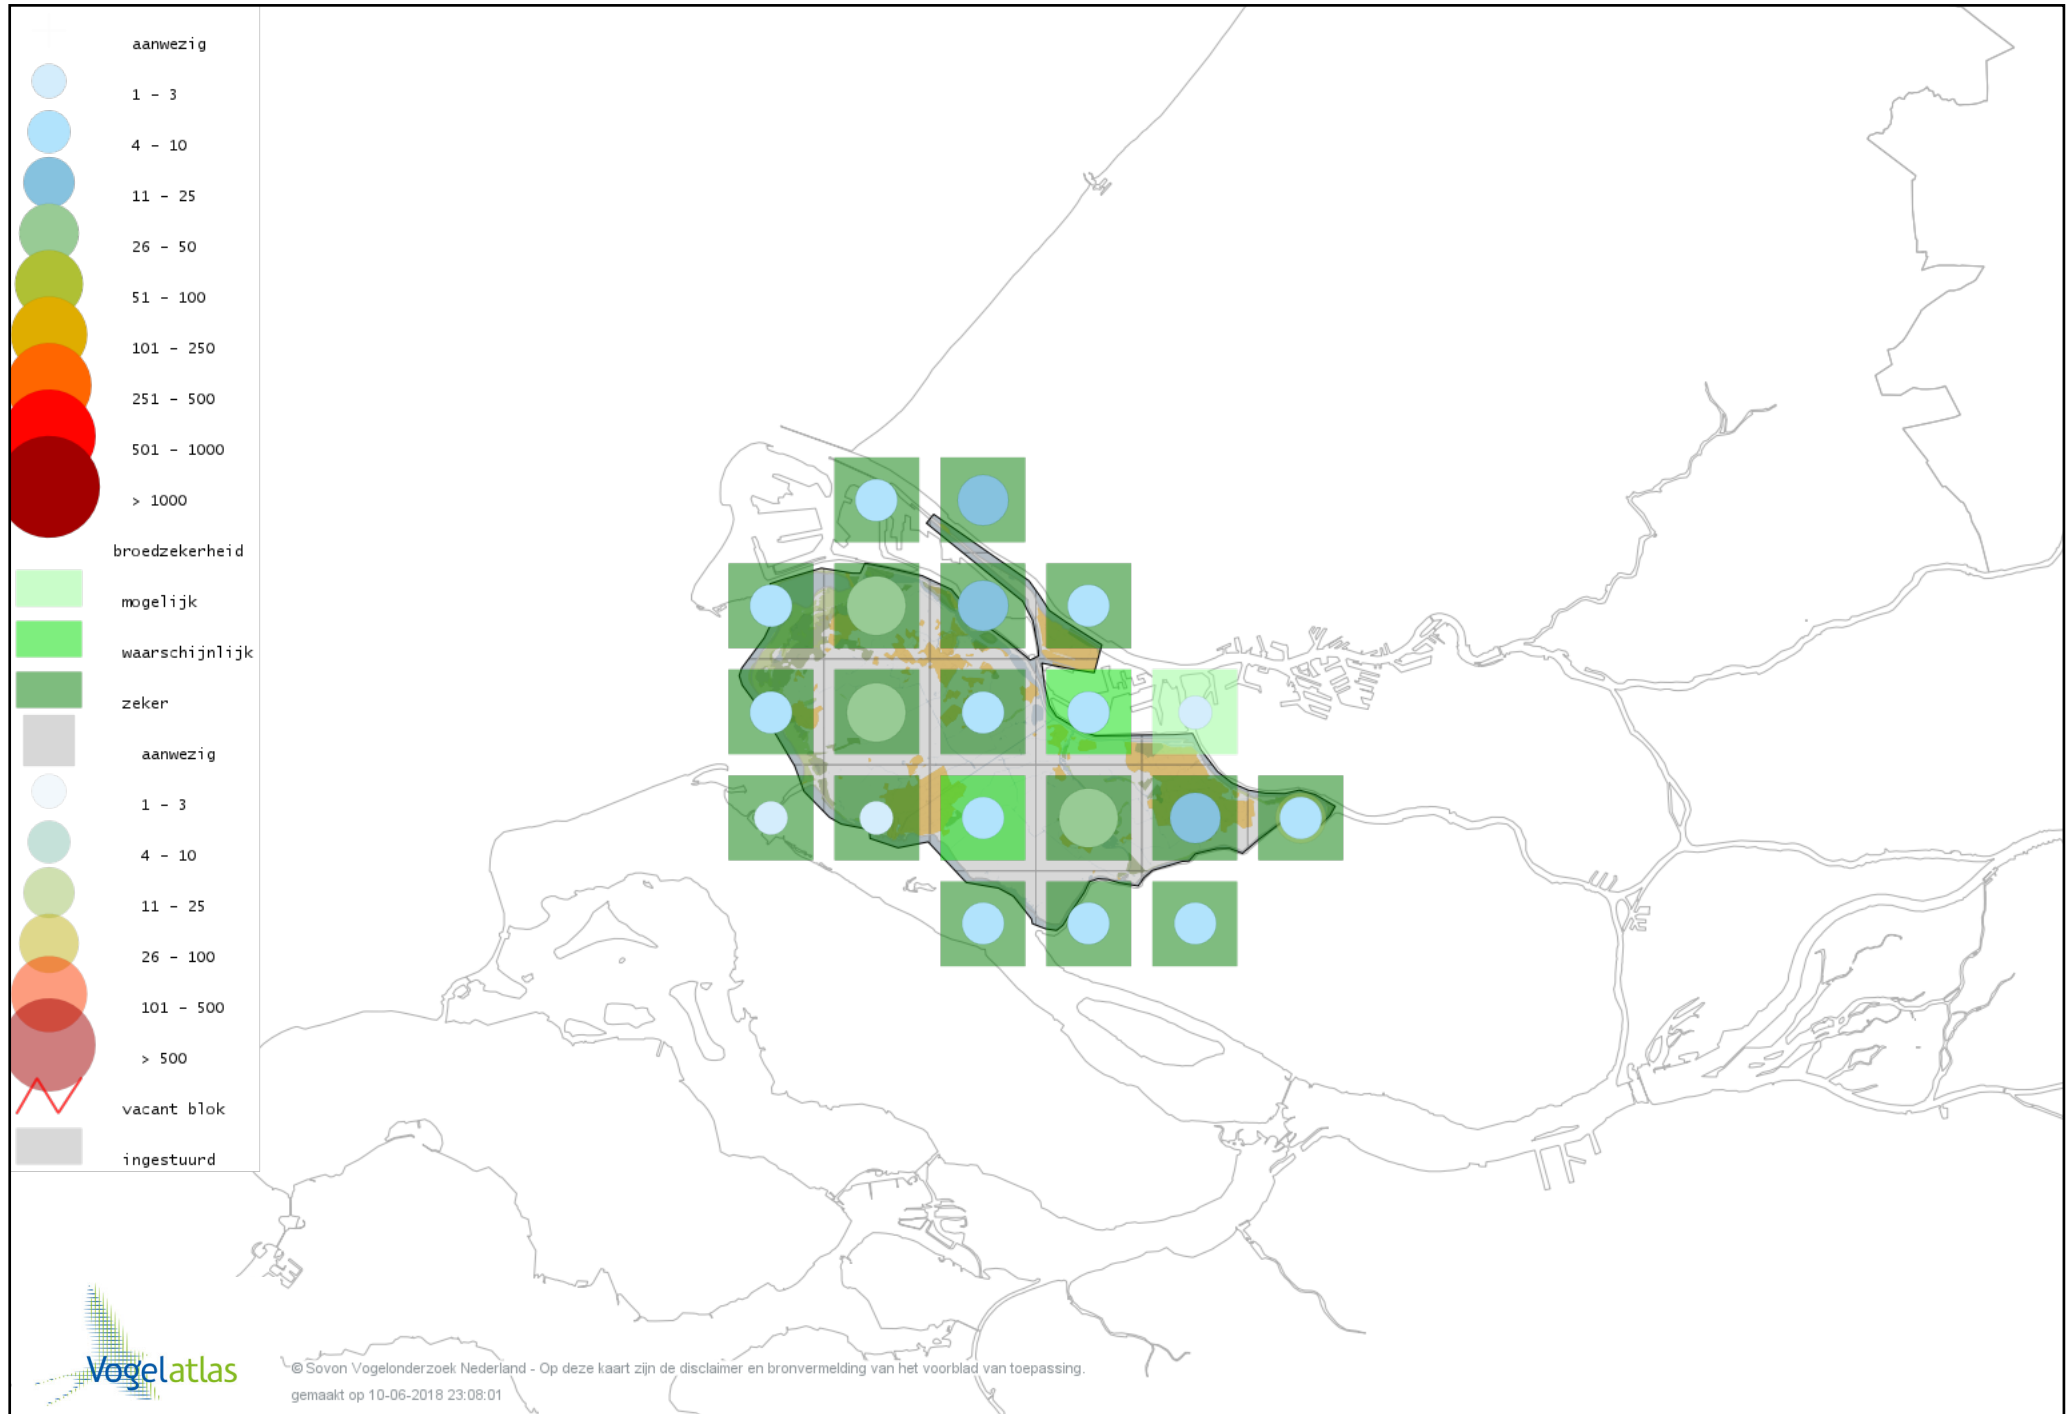 aanwezig
1 - 3
4 - 10
11 - 25
26 - 50
51 - 100
101 - 250
251 - 500
501 - 1000
> 1000
broedzekerheid
mogelijk
waarschijnlijk
zeker
aanwezig
1 - 3
4 - 10
11 - 25
26 - 100
101 - 500
> 500
vacant blok
ingestuurd
Vogelatlas
© Sovon Vogelonderzoek Nederland - Op deze kaart zijn de disclaimer en bronvermelding van het voorblad van toepassing.
gemaakt op 10-06-2018 23:08:01